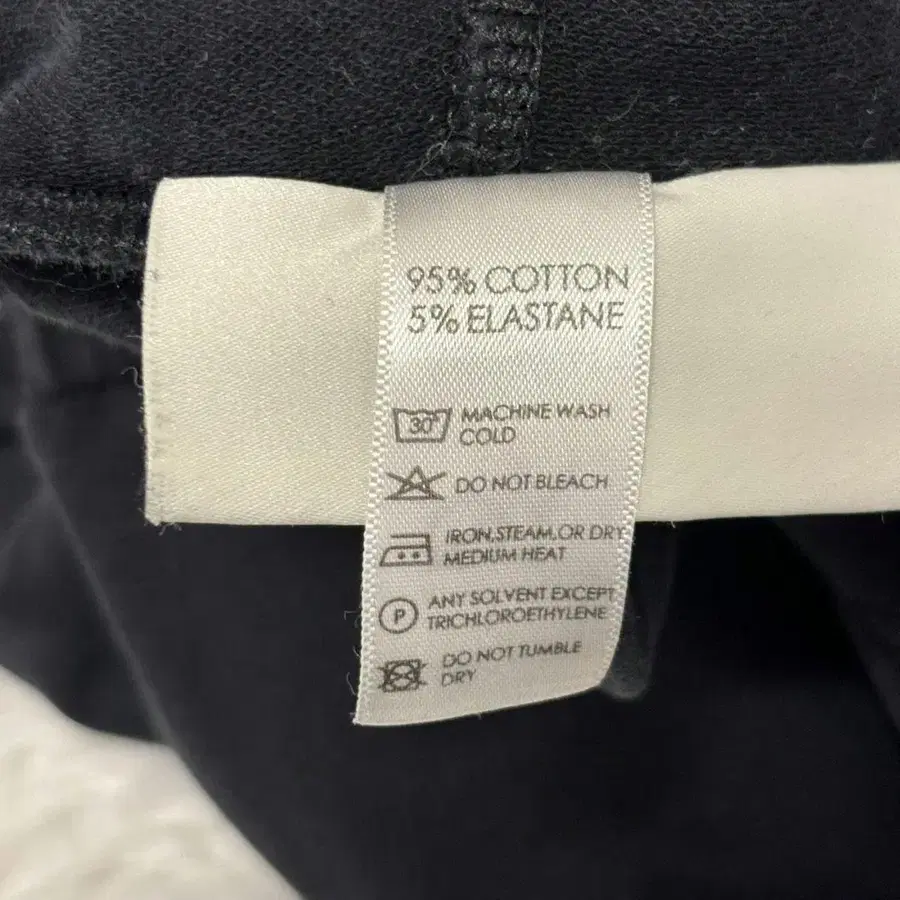 95% COTTON
5% ELASTANE
30° MACHINE WASH
COLD
DO NOT BLEACH
IRON,STEAM,OR DRY
MEDIUM HEAT
P ANY SOLVENT EXCEPT
TRICHLOROETHYLENE
DO NOT TUMBLE
DRY